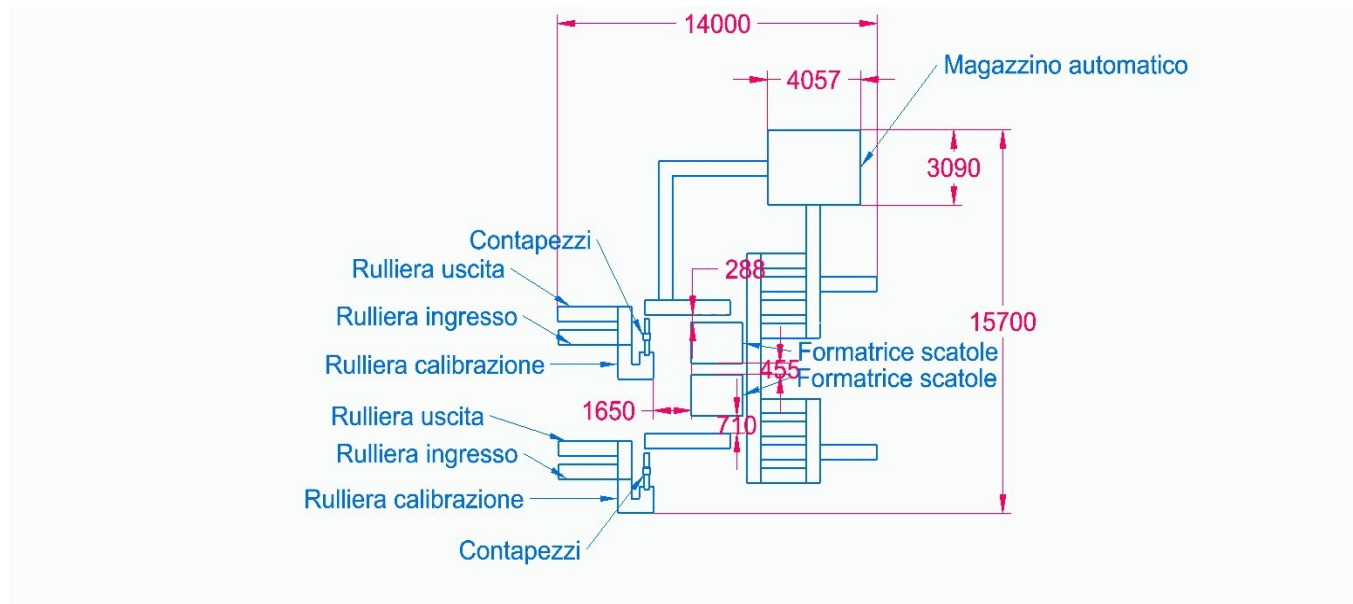 14000
Magazzino automatico
4057
3090
Contapezzi
Rulliera uscita
288
Rulliera ingresso
15700
Formatrice scatole
Rulliera calibrazione
455
Formatrice scatole
1650
Rulliera uscita
710
Rulliera ingresso
Rulliera calibrazione
Contapezzi